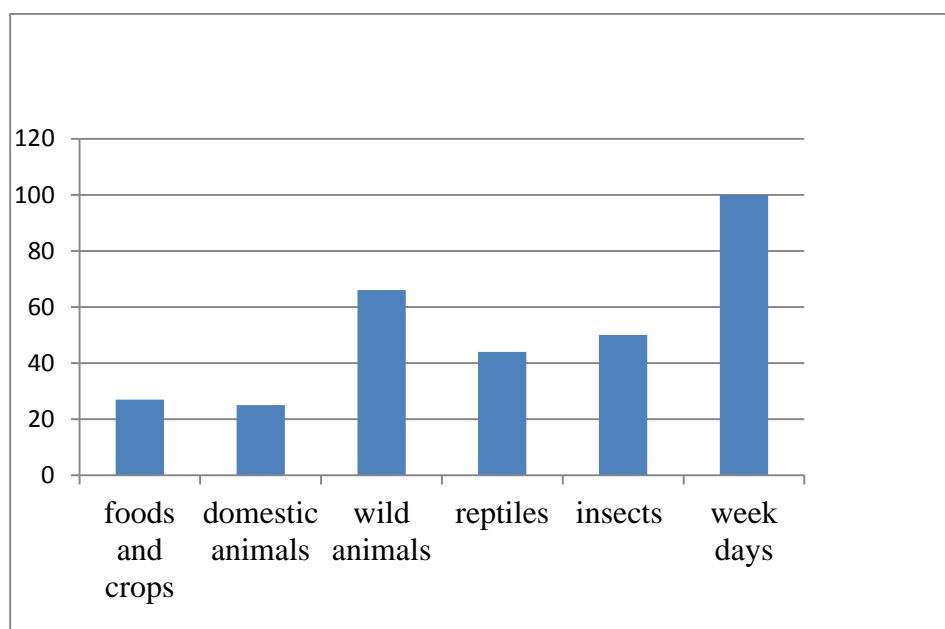 120
100
80
60
40
20
0
foods and crops
domestic animals
wild animals
reptiles
insects
week days